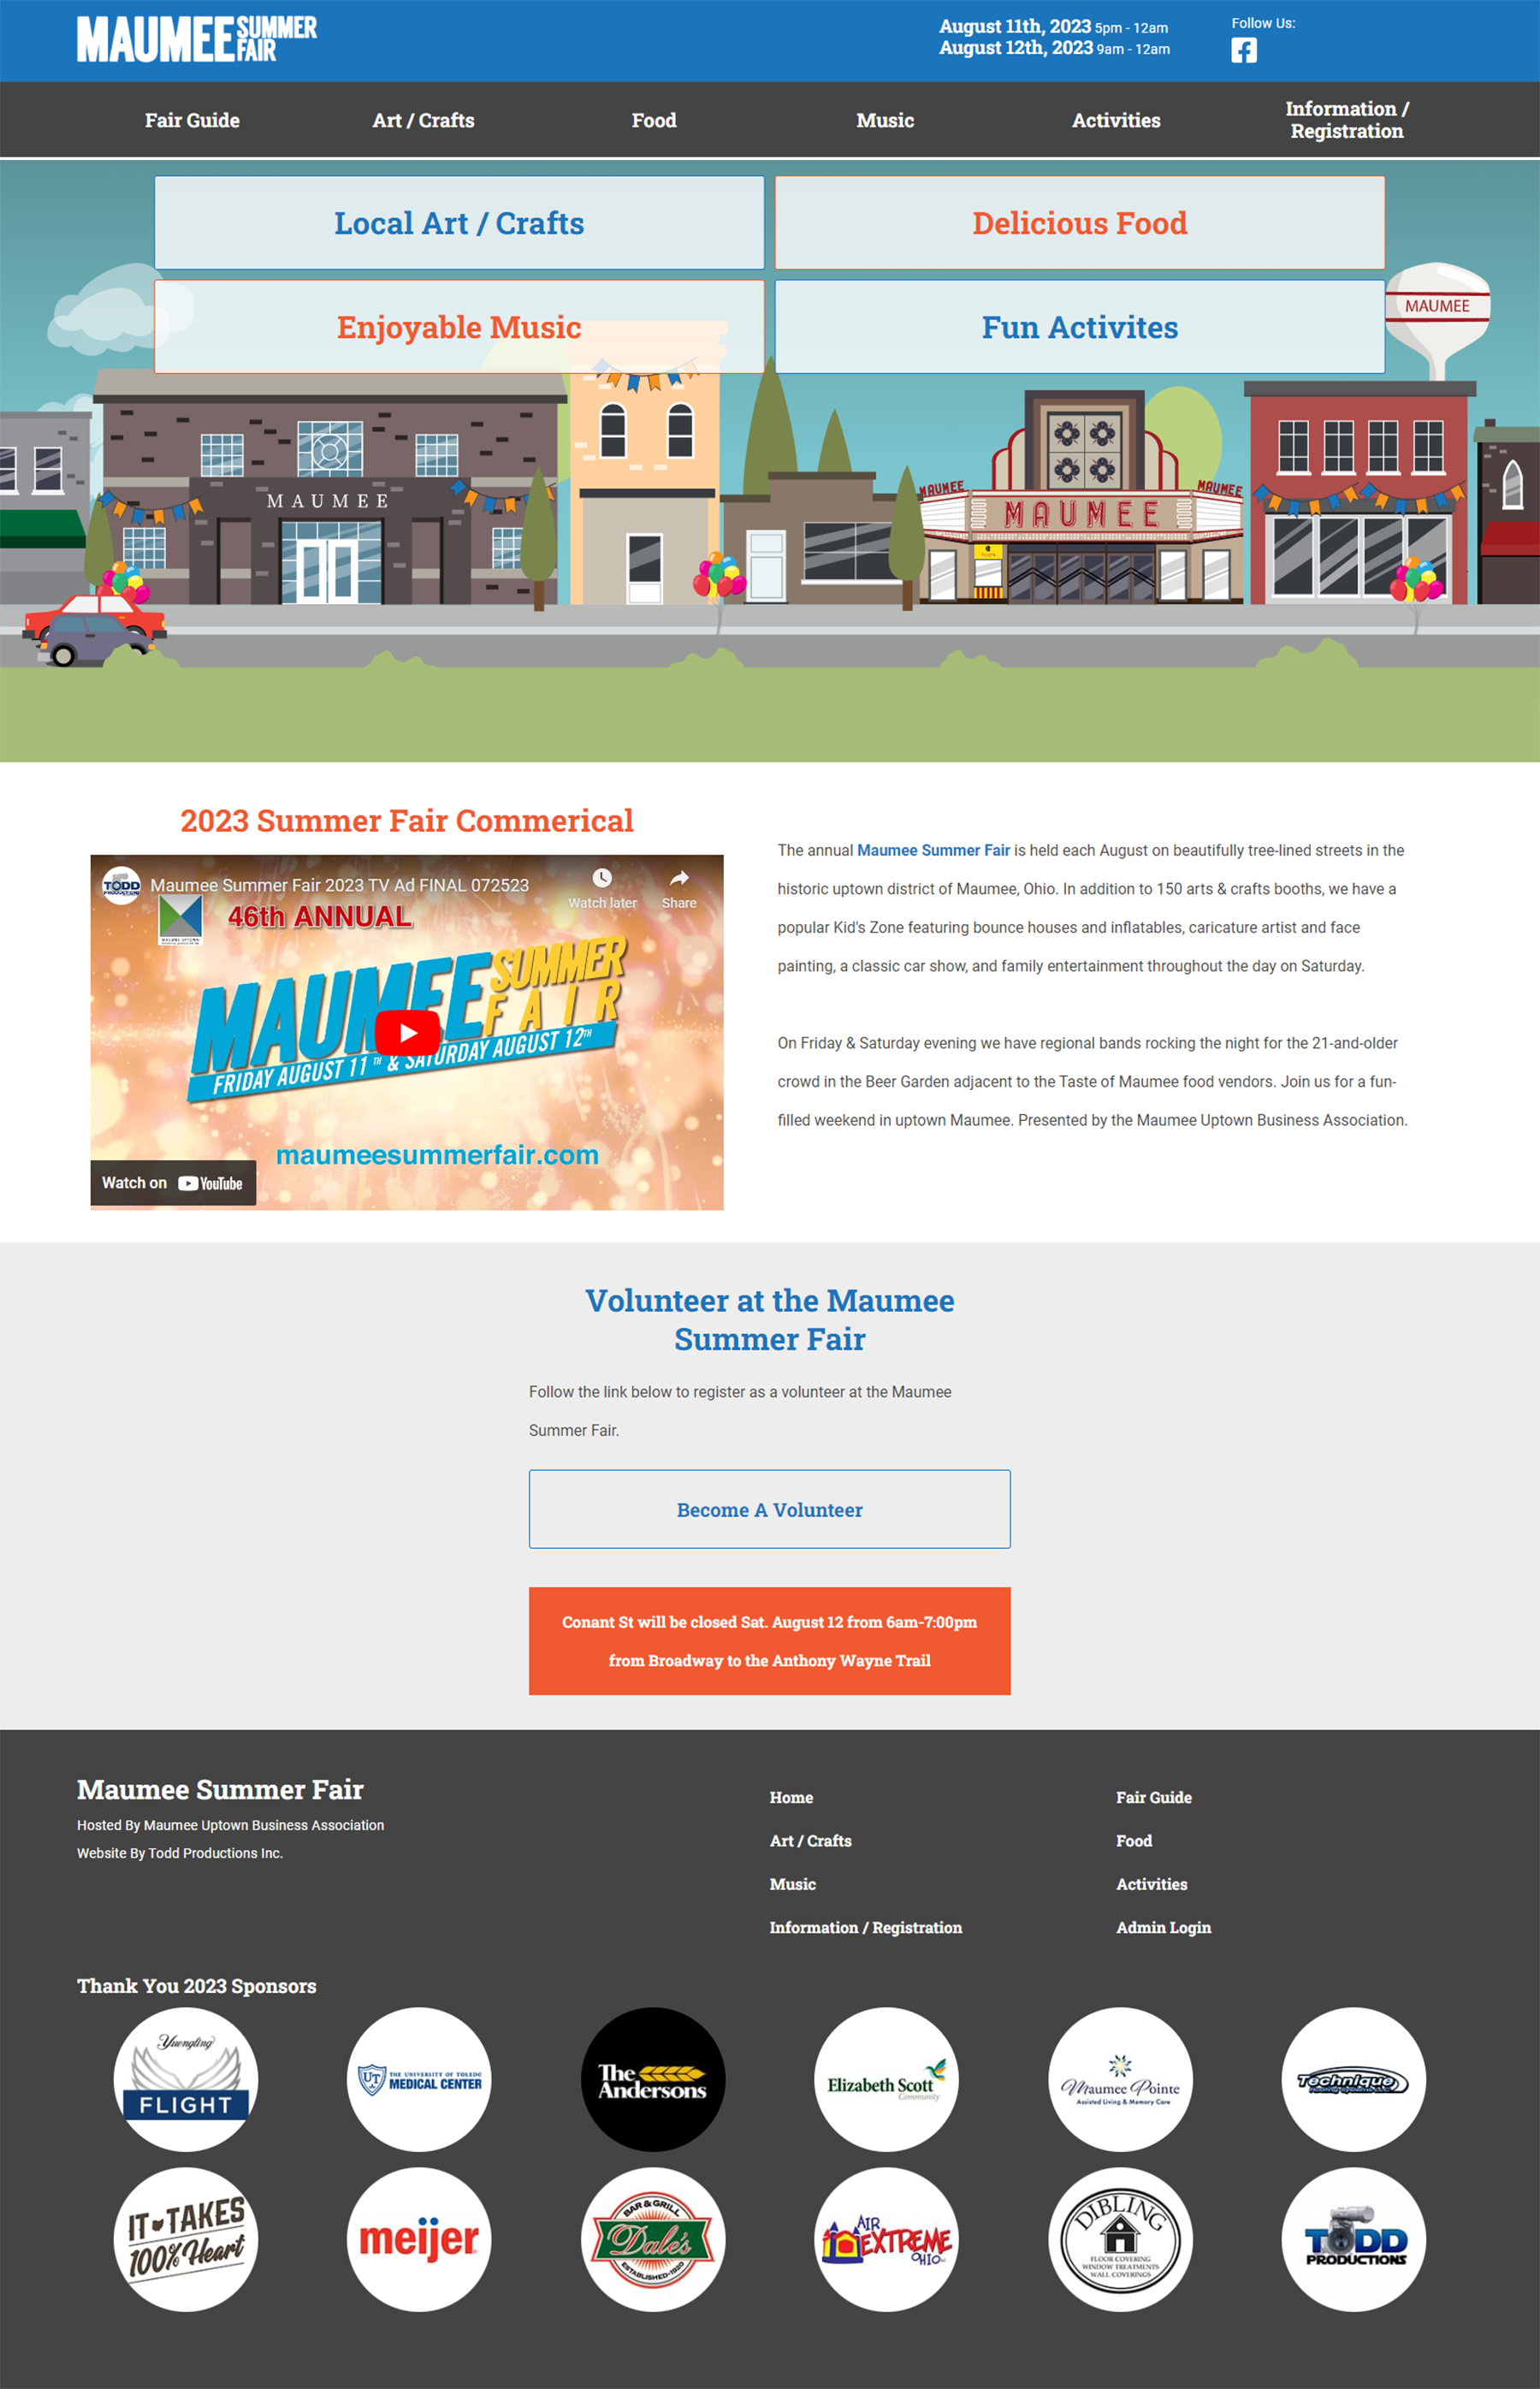 MAUMEE SUMMER FAIR
August 11th, 2023 5pm - 12am
August 12th, 2023 9am - 12am
Follow Us:
Fair Guide
Art / Crafts
Food
Music
Activities
Information /
Registration
Local Art / Crafts
Delicious Food
Enjoyable Music
Fun Activites
MAUMEE
MAUMEE
MAUMEE
MAUMEE
MAUMEE
2023 Summer Fair Commerical
TODD
Maumee Summer Fair 2023 TV Ad FINAL 072523
Watch later
Share
46th ANNUAL
MAUMEE SUMMER
FAIR
FRIDAY AUGUST 11TH & SATURDAY AUGUST 12TH
maumeesummerfair.com
Watch on YouTube
The annual Maumee Summer Fair is held each August on beautifully tree-lined streets in the
historic uptown district of Maumee, Ohio. In addition to 150 arts & crafts booths, we have a
popular Kid's Zone featuring bounce houses and inflatables, caricature artist and face
painting, a classic car show, and family entertainment throughout the day on Saturday.
On Friday & Saturday evening we have regional bands rocking the night for the 21-and-older
crowd in the Beer Garden adjacent to the Taste of Maumee food vendors. Join us for a fun-
filled weekend in uptown Maumee. Presented by the Maumee Uptown Business Association.
Volunteer at the Maumee
Summer Fair
Follow the link below to register as a volunteer at the Maumee
Summer Fair.
Become A Volunteer
Conant St will be closed Sat. August 12 from 6am-7:00pm
from Broadway to the Anthony Wayne Trail
Maumee Summer Fair
Hosted By Maumee Uptown Business Association
Website By Todd Productions Inc.
Home
Fair Guide
Art / Crafts
Food
Music
Activities
Information / Registration
Admin Login
Thank You 2023 Sponsors
Yuengling
FLIGHT
UT
THE UNIVERSITY OF TOLEDO
MEDICAL CENTER
The
Andersons
Elizabeth Scott
Community
Maumee Pointe
Assisted Living & Memory Care
Technique
IT TAKES
100% Heart
meijer
BAR & GRILL
Dale's
ESTABLISHED-1920
AIR
EXTREME
OHIO
DIBLING
FLOOR COVERING
WINDOW TREATMENTS
WALL COVERINGS
TODD
PRODUCTIONS